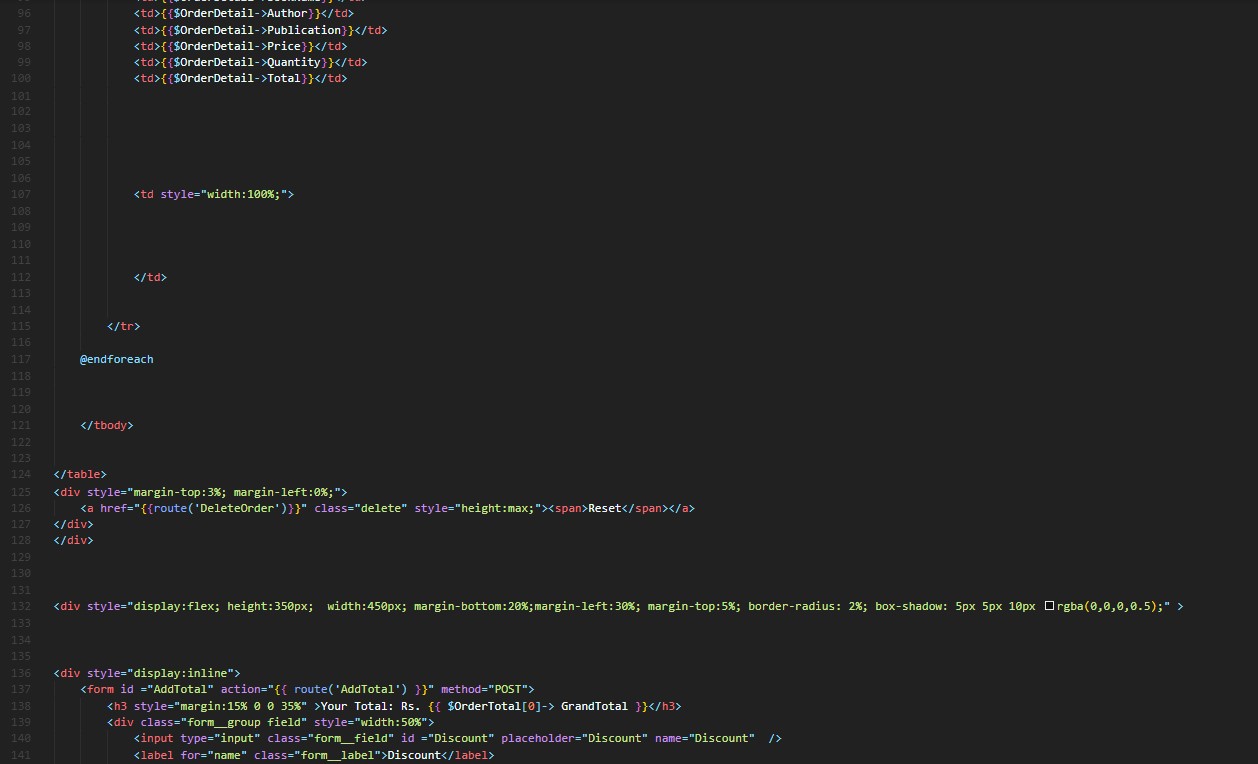 96 <td>{{$OrderDetail->Author}}</td>
97 <td>{{$OrderDetail->Publication}}</td>
98 <td>{{$OrderDetail->Price}}</td>
99 <td>{{$OrderDetail->Quantity}}</td>
100 <td>{{$OrderDetail->Total}}</td>
101
102
103
104
105
106
107 <td style="width:100%;">
108
109
110
111
112 </td>
113
114
115 </tr>
116
117 @endforeach
118
119
120
121 </tbody>
122
123
124 </table>
125 <div style="margin-top:3%; margin-left:0%;">
126 <a href="{{route('DeleteOrder')}}" class="delete" style="height:max;"><span>Reset</span></a>
127 </div>
128 </div>
129
130
131
132 <div style="display:flex; height:350px;  width:450px; margin-bottom:20%;margin-left:30%; margin-top:5%; border-radius: 2%; box-shadow: 5px 5px 10px rgba(0,0,0,0.5);" >
133
134
135
136 <div style="display:inline">
137 <form id ="AddTotal" action="{{ route('AddTotal') }}" method="POST">
138 <h3 style="margin:15% 0 0 35%" >Your Total: Rs. {{ $OrderTotal[0]-> GrandTotal }}</h3>
139 <div class="form__group field" style="width:50%">
140 <input type="input" class="form__field" id ="Discount" placeholder="Discount" name="Discount"  />
141 <label for="name" class="form__label">Discount</label>